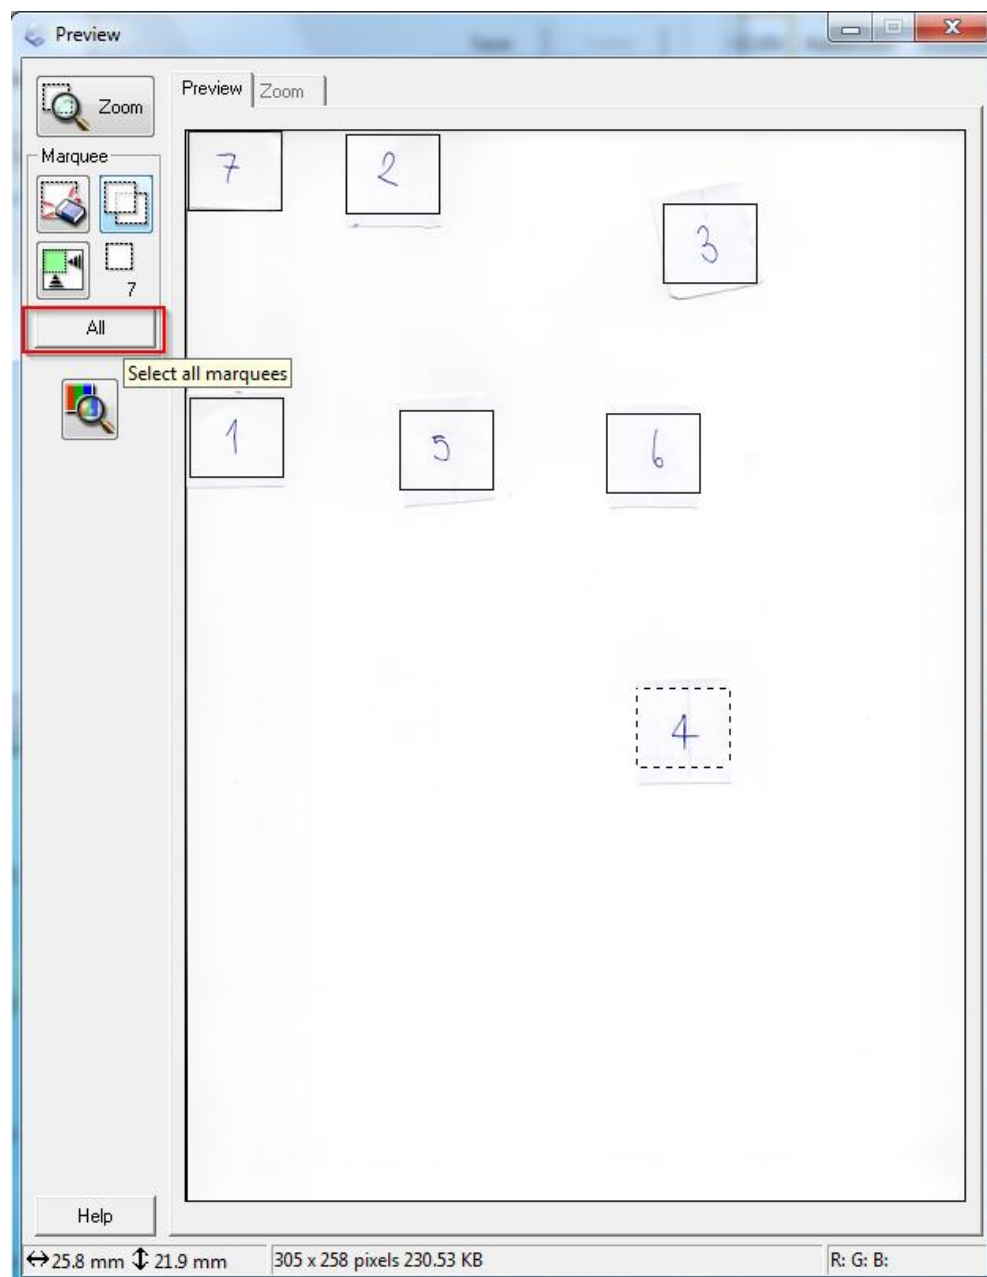 Preview
Zoom
Preview Zoom
Marquee
7
All
Select all marquees
7 2
3
1 5 6
4
Help
25.8 mm 21.9 mm 305 x 258 pixels 230.53 KB R: G: B: